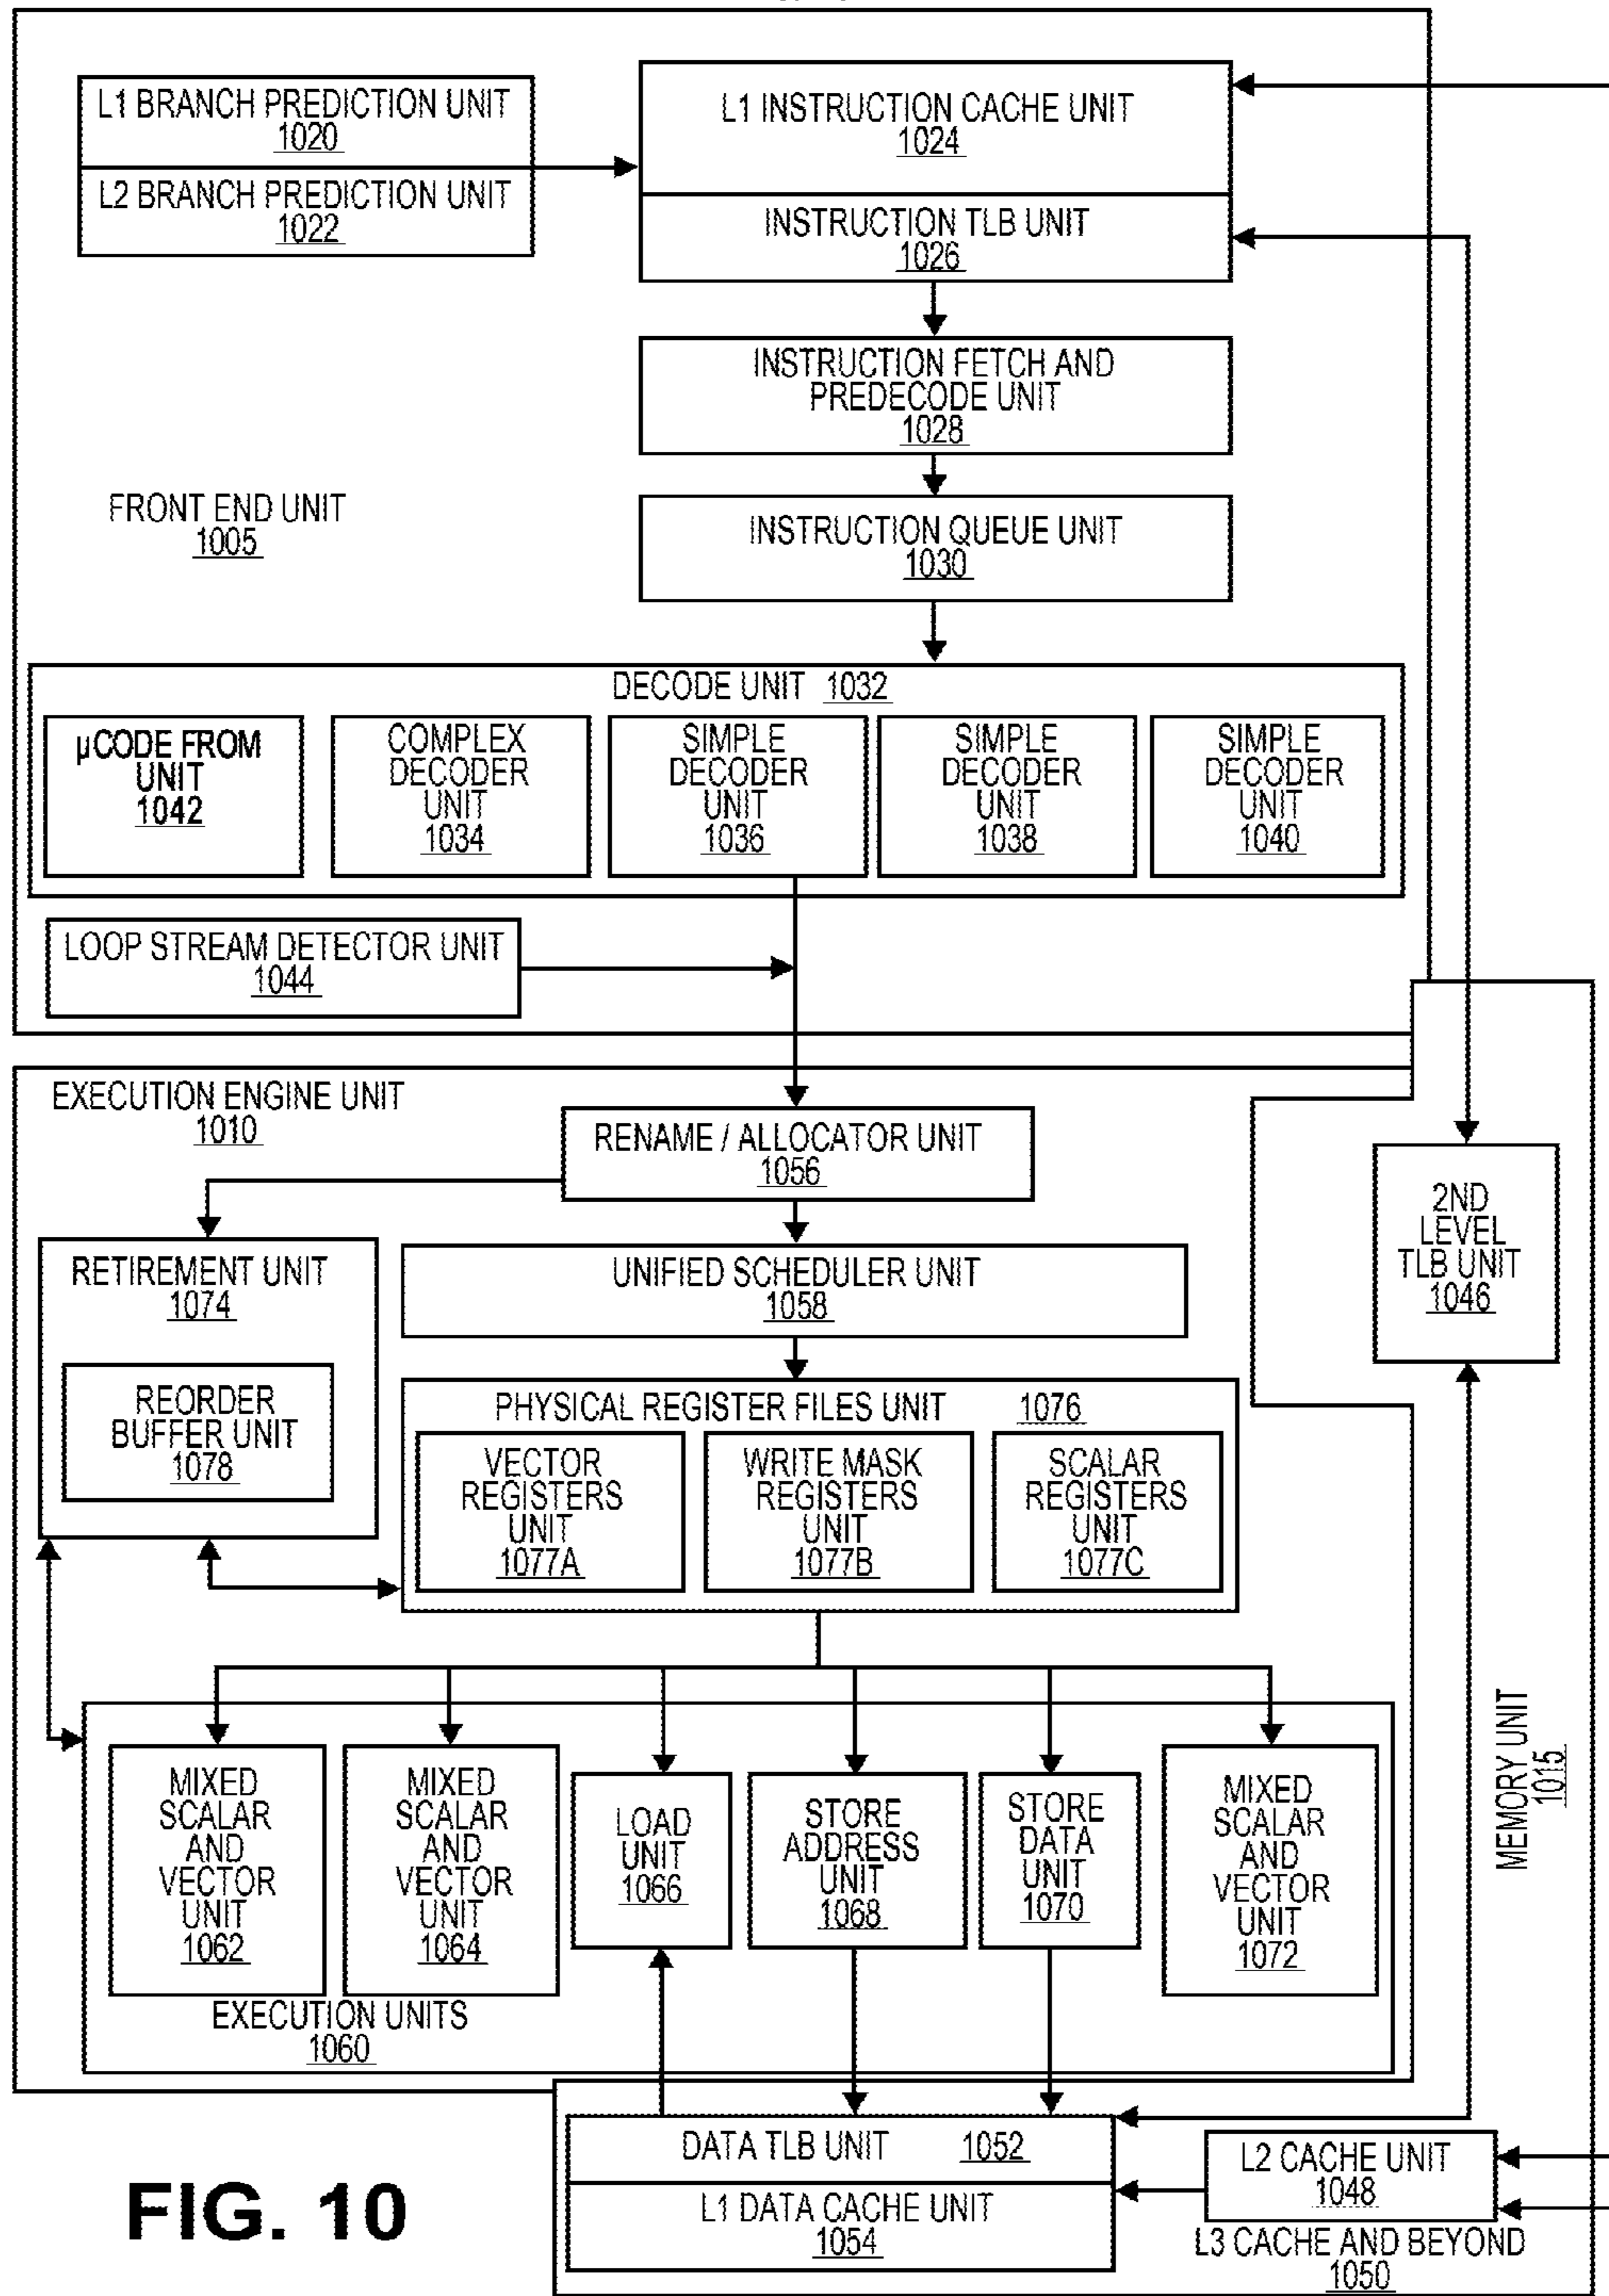 L1 BRANCH PREDICTION UNIT
1020
L2 BRANCH PREDICTION UNIT
1022
L1 INSTRUCTION CACHE UNIT
1024
INSTRUCTION TLB UNIT
1026
INSTRUCTION FETCH AND
PREDECODE UNIT
1028
FRONT END UNIT
1005
INSTRUCTION QUEUE UNIT
1030
DECODE UNIT 1032
µCODE FROM
UNIT
1042
COMPLEX
DECODER
UNIT
1034
SIMPLE
DECODER
UNIT
1036
SIMPLE
DECODER
UNIT
1038
SIMPLE
DECODER
UNIT
1040
LOOP STREAM DETECTOR UNIT
1044
EXECUTION ENGINE UNIT
1010
RENAME / ALLOCATOR UNIT
1056
2ND
LEVEL
TLB UNIT
1046
RETIREMENT UNIT
1074
REORDER
BUFFER UNIT
1078
UNIFIED SCHEDULER UNIT
1058
PHYSICAL REGISTER FILES UNIT 1076
VECTOR
REGISTERS
UNIT
1077A
WRITE MASK
REGISTERS
UNIT
1077B
SCALAR
REGISTERS
UNIT
1077C
MEMORY UNIT
1015
MIXED
SCALAR
AND
VECTOR
UNIT
1062
MIXED
SCALAR
AND
VECTOR
UNIT
1064
LOAD
UNIT
1066
STORE
ADDRESS
UNIT
1068
STORE
DATA
UNIT
1070
MIXED
SCALAR
AND
VECTOR
UNIT
1072
EXECUTION UNITS
1060
DATA TLB UNIT 1052
L1 DATA CACHE UNIT
1054
L2 CACHE UNIT
1048
L3 CACHE AND BEYOND
1050
FIG. 10